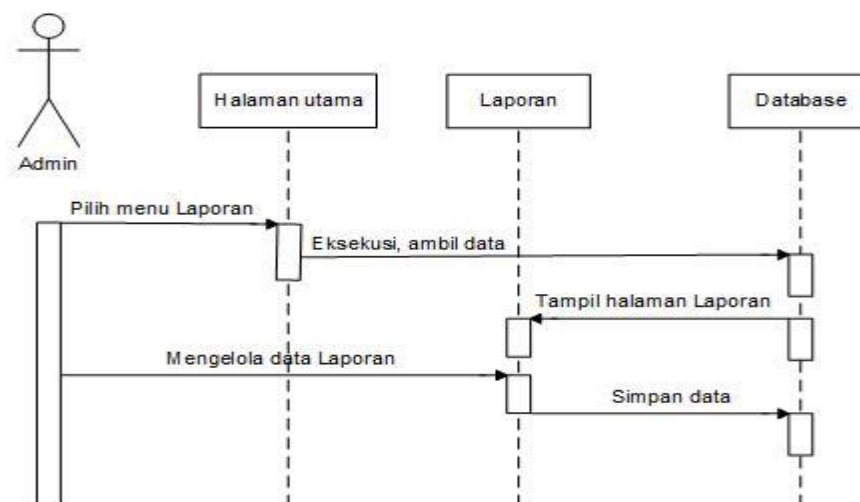 Halaman utama
Laporan
Database
Admin
Pilih menu Laporan
Eksekusi, ambil data
Tampil halaman Laporan
Mengelola data Laporan
Simpan data